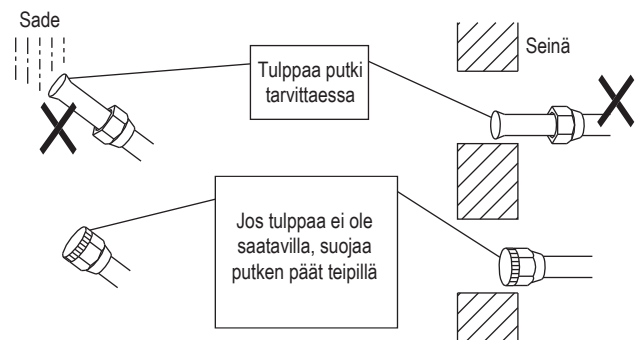 Sade
Seinä
Tulppaa putki
tarvittaessa
Jos tulppaa ei ole
saatavilla, suojaa
putken päät teipillä